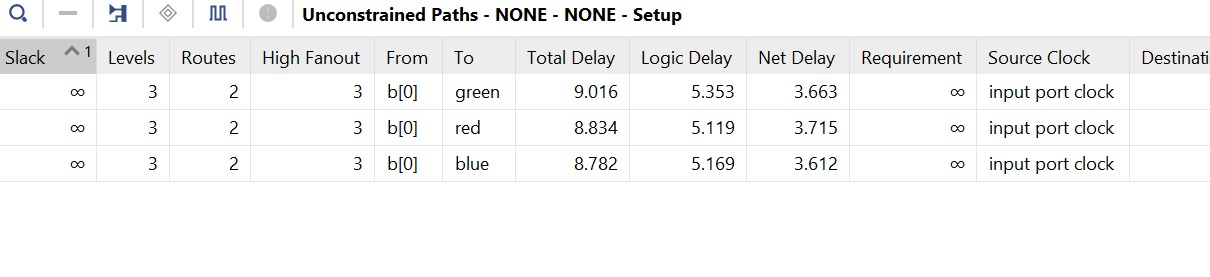 Unconstrained Paths - NONE - NONE - Setup
Slack 1 Levels Routes High Fanout From To Total Delay Logic Delay Net Delay Requirement Source Clock Destinati
∞ 3 2 3 b[0] green 9.016 5.353 3.663 ∞ input port clock
∞ 3 2 3 b[0] red 8.834 5.119 3.715 ∞ input port clock
∞ 3 2 3 b[0] blue 8.782 5.169 3.612 ∞ input port clock